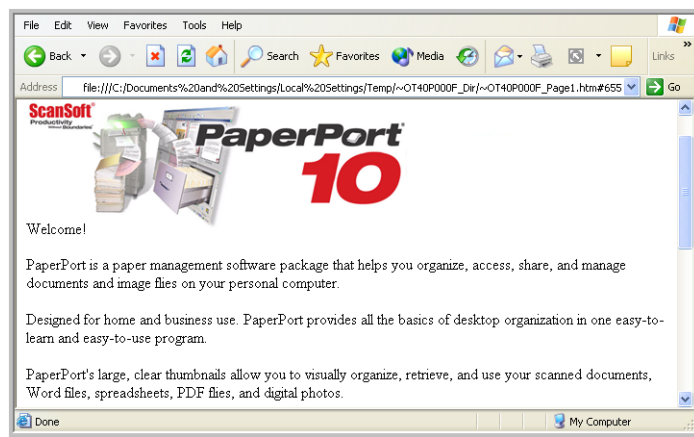 File Edit View Favorites Tools Help
Back Search Favorites Media Links »
Address file:///C:/Documents%20and%20Settings/Local%20Settings/Temp/~OT40P000F_Dir/~OT40P000F_Page1.htm#655 Go
ScanSoft®
Productivity
Without Boundaries™
PaperPort®
10
Welcome!
PaperPort is a paper management software package that helps you organize, access, share, and manage
documents and image flies on your personal computer.
Designed for home and business use. PaperPort provides all the basics of desktop organization in one easy-to-
learn and easy-to-use program.
PaperPort's large, clear thumbnails allow you to visually organize, retrieve, and use your scanned documents,
Word files, spreadsheets, PDF flies, and digital photos.
Done My Computer